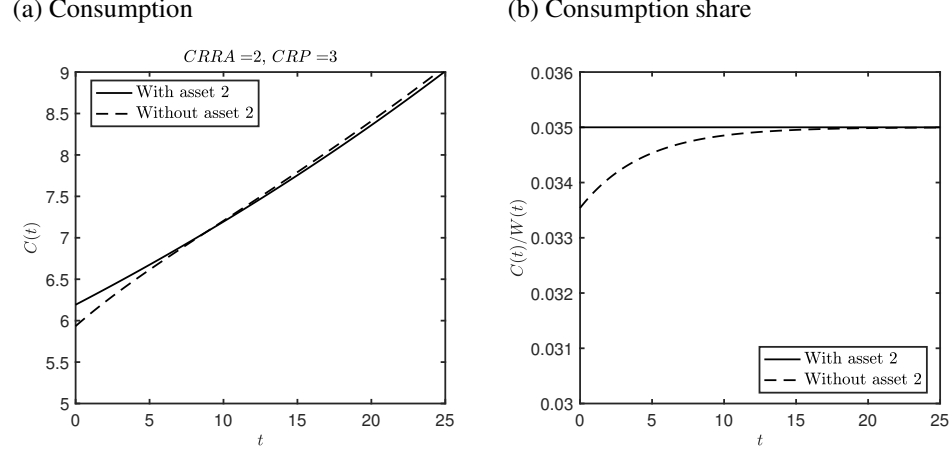 (a) Consumption
CRRA =2, CRP =3
9
8.5
8
7.5
7
6.5
6
5.5
5
C(t)
With asset 2
Without asset 2
0 5 10 15 20 25
t
(b) Consumption share
0.036
0.035
0.034
0.033
0.032
0.031
0.03
C(t)/W(t)
With asset 2
Without asset 2
0 5 10 15 20 25
t